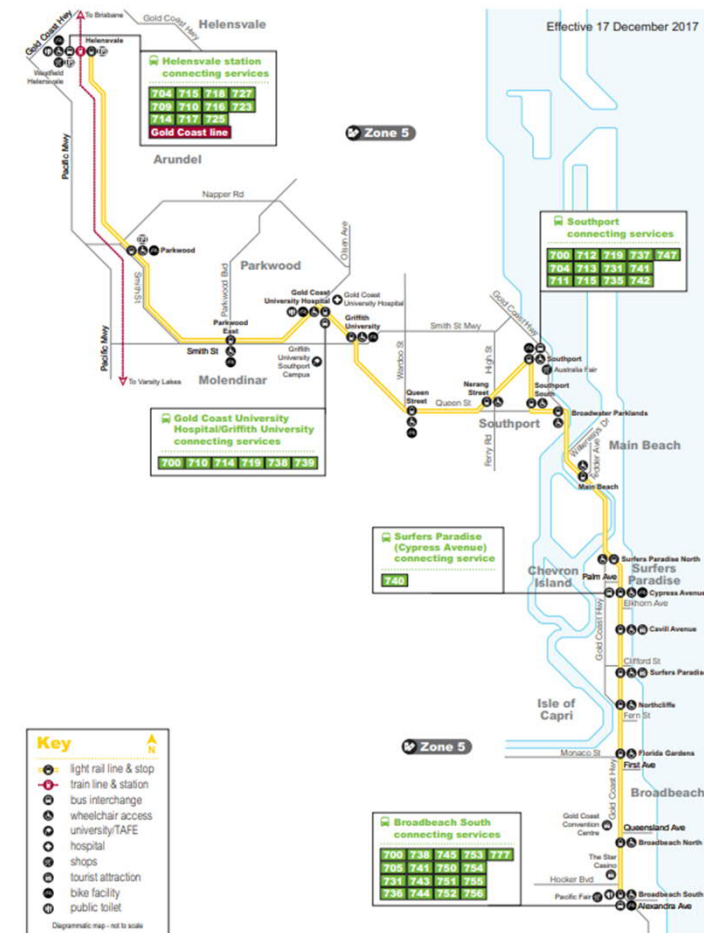 To Brisbane
Gold Coast Hwy
Gold Coast Hwy
Helensvale
Effective 17 December 2017
Helensvale
Westfield
Helensvale
Helensvale station
connecting services
704 715 718 727
709 710 716 723
714 717 725
Gold Coast line
Zone 5
Pacific Mwy
Arundel
Napper Rd
Olsen Ave
Southport
connecting services
700 712 719 737 747
704 713 731 741
711 715 735 742
Parkwood
Smith St
Parkwood Blvd
Parkwood
Gold Coast
University Hospital
Gold Coast
University Hospital
Gold Coast Hwy
Parkwood
East
Griffith
University
Smith St Mwy
Pacific Mwy
Smith St
Griffith
University
Southport
Campus
Wardoo St
High St
Southport
Australia Fair
To Varsity Lakes
Molendinar
Queen
Street
Nerang
Street
Southport
South
Queen St
Southport
Broadwater Parklands
Gold Coast University
Hospital/Griffith University
connecting services
700 710 714 719 738 739
Ferry Rd
Waterways Dr
Tedder Ave
Main Beach
Main Beach
Surfers Paradise
(Cypress Avenue)
connecting service
740
Surfers Paradise North
Chevron
Island
Palm Ave
Surfers
Paradise
Cypress Avenue
Elkhorn Ave
Gold Coast Hwy
Cavill Avenue
Clifford St
Surfers Paradise
Isle of
Capri
Northcliffe
Fern St
Key
N
light rail line & stop
train line & station
bus interchange
wheelchair access
university/TAFE
hospital
shops
tourist attraction
bike facility
public toilet
Diagrammatic map - not to scale
Zone 5
Monaco St
Florida Gardens
First Ave
Gold Coast Hwy
Broadbeach
Gold Coast
Convention
Centre
Queensland Ave
Broadbeach North
Broadbeach South
connecting services
700 738 745 753 777
705 741 750 754
731 743 751 755
736 744 752 756
The Star
Casino
Hooker Blvd
Pacific Fair
Broadbeach South
Alexandra Ave